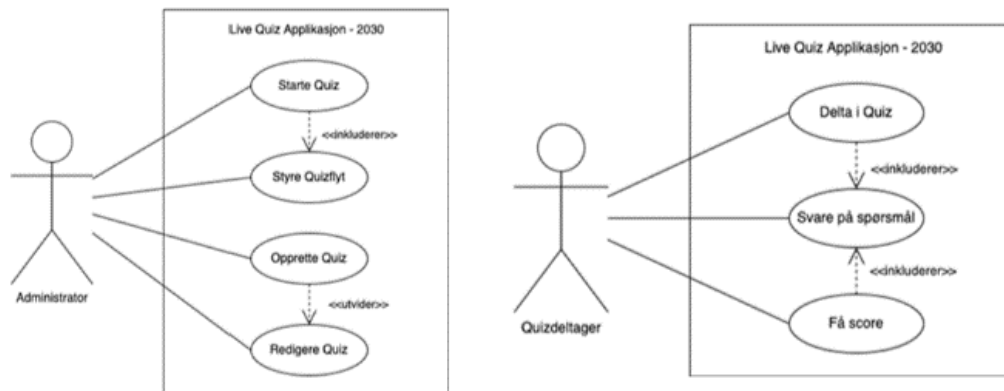 Live Quiz Applikasjon - 2030
Starte Quiz
<<inkluderer>>
Styre Quizflyt
Opprette Quiz
<<utvider>>
Redigere Quiz
Administrator
Live Quiz Applikasjon - 2030
Delta i Quiz
<<inkluderer>>
Svare på spørsmål
<<inkluderer>>
Få score
Quizdeltager